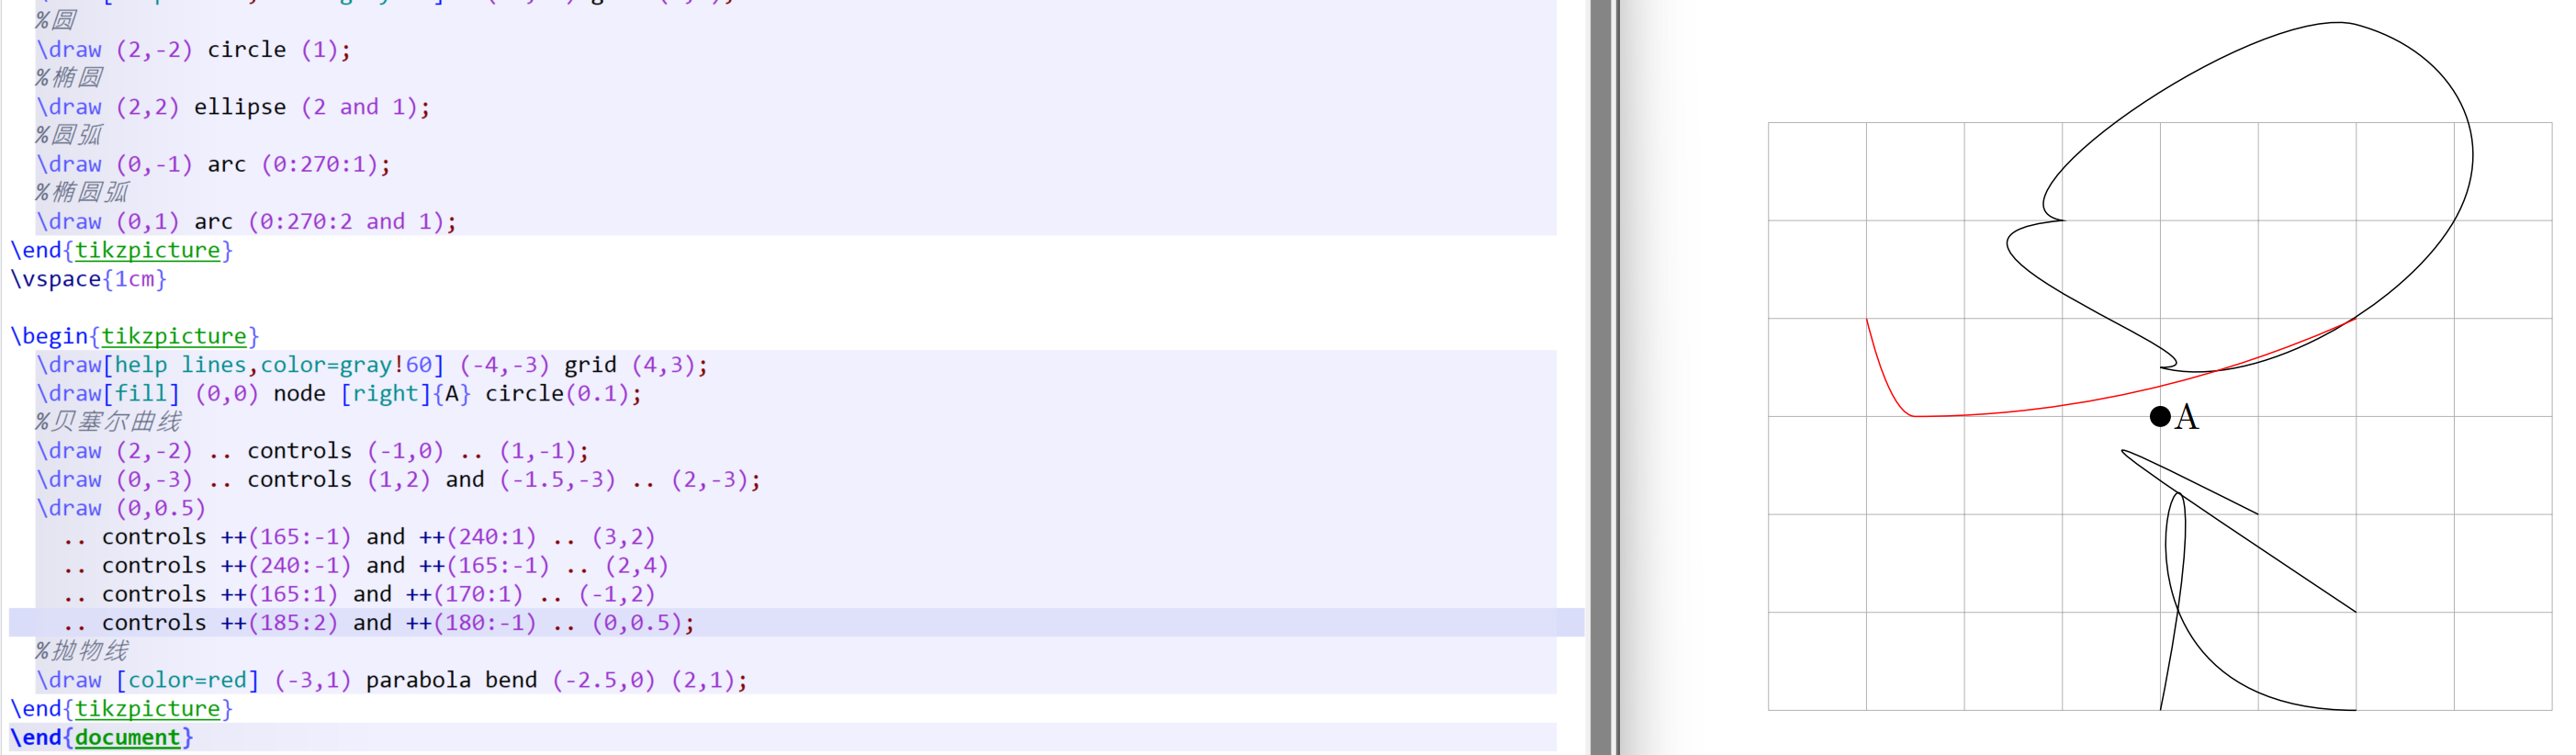 %圆
\draw (2,-2) circle (1);
%椭圆
\draw (2,2) ellipse (2 and 1);
%圆弧
\draw (0,-1) arc (0:270:1);
%椭圆弧
\draw (0,1) arc (0:270:2 and 1);
\end{tikzpicture}
\vspace{1cm}
\begin{tikzpicture}
\draw[help lines,color=gray!60] (-4,-3) grid (4,3);
\draw[fill] (0,0) node [right]{A} circle(0.1);
%贝塞尔曲线
\draw (2,-2) .. controls (-1,0) .. (1,-1);
\draw (0,-3) .. controls (1,2) and (-1.5,-3) .. (2,-3);
\draw (0,0.5)
.. controls ++(165:-1) and ++(240:1) .. (3,2)
.. controls ++(240:-1) and ++(165:-1) .. (2,4)
.. controls ++(165:1) and ++(170:1) .. (-1,2)
.. controls ++(185:2) and ++(180:-1) .. (0,0.5);
%抛物线
\draw [color=red] (-3,1) parabola bend (-2.5,0) (2,1);
\end{tikzpicture}
\end{document}
A